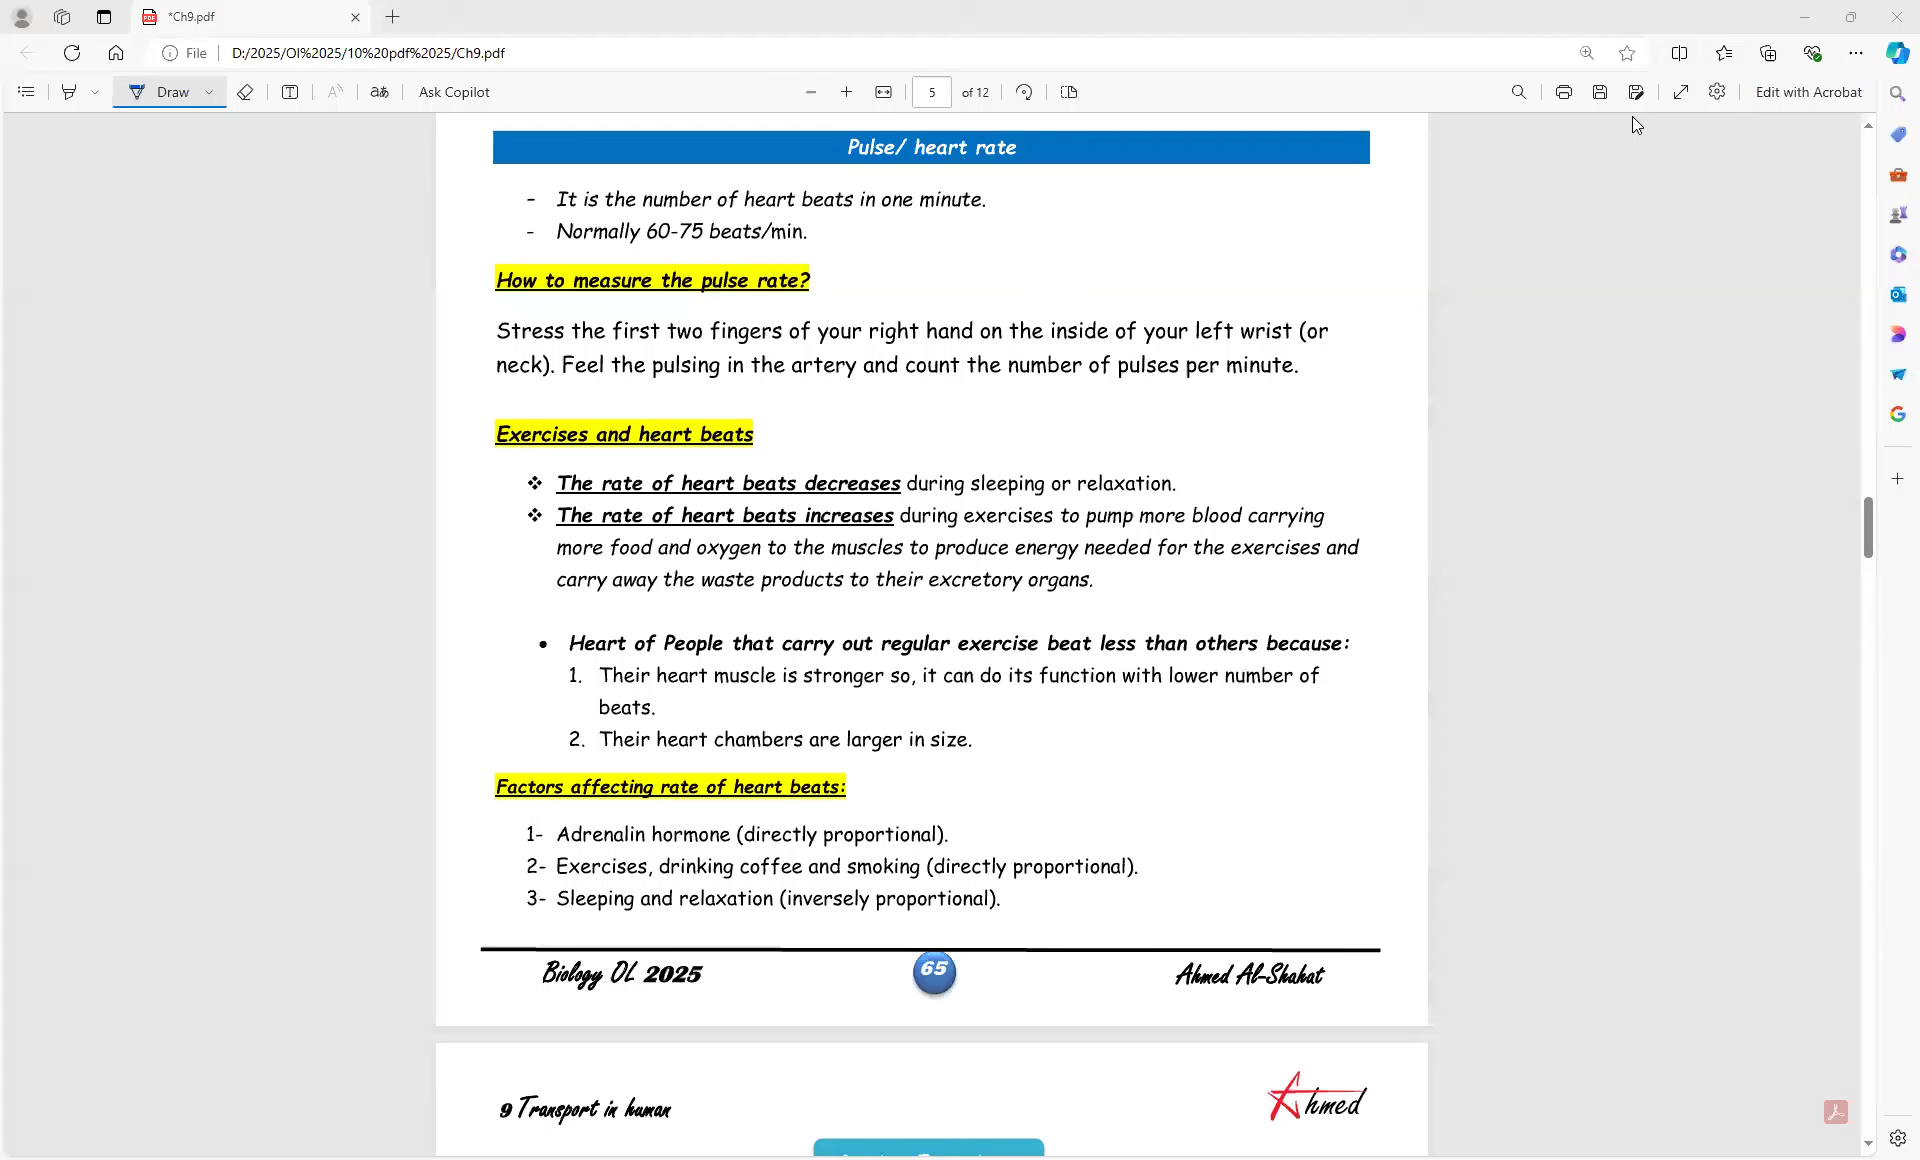 *Ch9.pdf
File D:/2025/Ol%2025/10%20pdf%2025/Ch9.pdf
Draw Ask Copilot 5 of 12 Edit with Acrobat
Pulse/ heart rate
- It is the number of heart beats in one minute.
- Normally 60-75 beats/min.
How to measure the pulse rate?
Stress the first two fingers of your right hand on the inside of your left wrist (or
neck). Feel the pulsing in the artery and count the number of pulses per minute.
Exercises and heart beats
❖ The rate of heart beats decreases during sleeping or relaxation.
❖ The rate of heart beats increases during exercises to pump more blood carrying
more food and oxygen to the muscles to produce energy needed for the exercises and
carry away the waste products to their excretory organs.
• Heart of People that carry out regular exercise beat less than others because:
1. Their heart muscle is stronger so, it can do its function with lower number of
beats.
2. Their heart chambers are larger in size.
Factors affecting rate of heart beats:
1- Adrenalin hormone (directly proportional).
2- Exercises, drinking coffee and smoking (directly proportional).
3- Sleeping and relaxation (inversely proportional).
Biology OL 2025 65 Ahmed Al-Shahat
9 Transport in human Ahmed